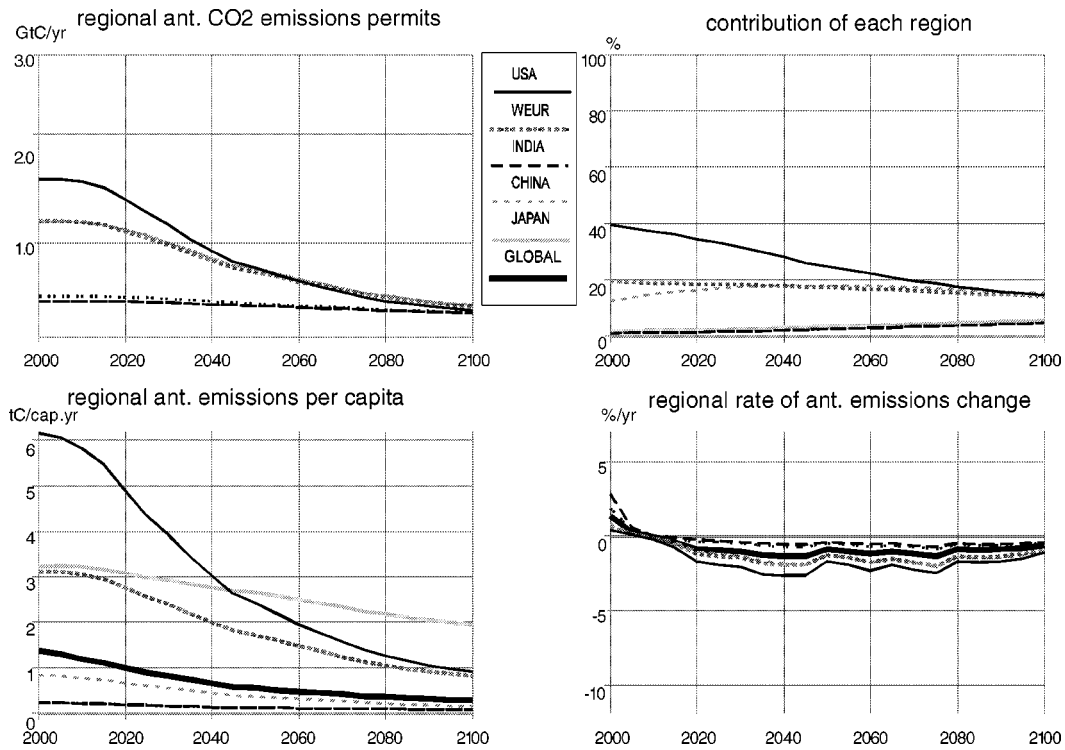 regional ant. CO2 emissions permits
GtC/yr
3.0
2.0
1.0
2000 2020 2040 2060 2080 2100
USA
WEUR
INDIA
CHINA
JAPAN
GLOBAL
contribution of each region
%
100
80
60
40
20
0
2000 2020 2040 2060 2080 2100
regional ant. emissions per capita
tC/cap.yr
6
5
4
3
2
1
0
2000 2020 2040 2060 2080 2100
regional rate of ant. emissions change
%/yr
5
0
-5
-10
2000 2020 2040 2060 2080 2100